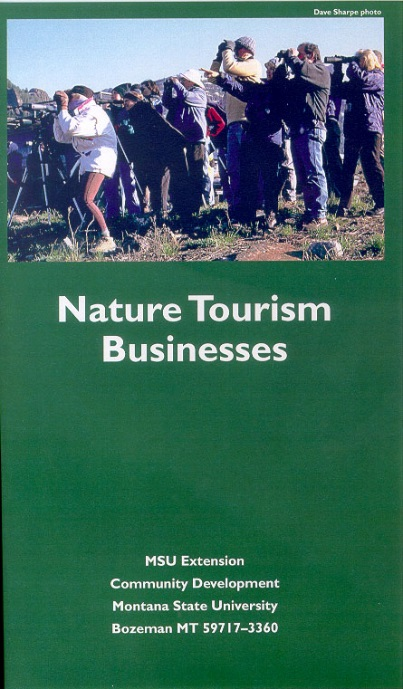 Dave Sharpe photo
Nature Tourism
Businesses
MSU Extension
Community Development
Montana State University
Bozeman MT 59717–3360